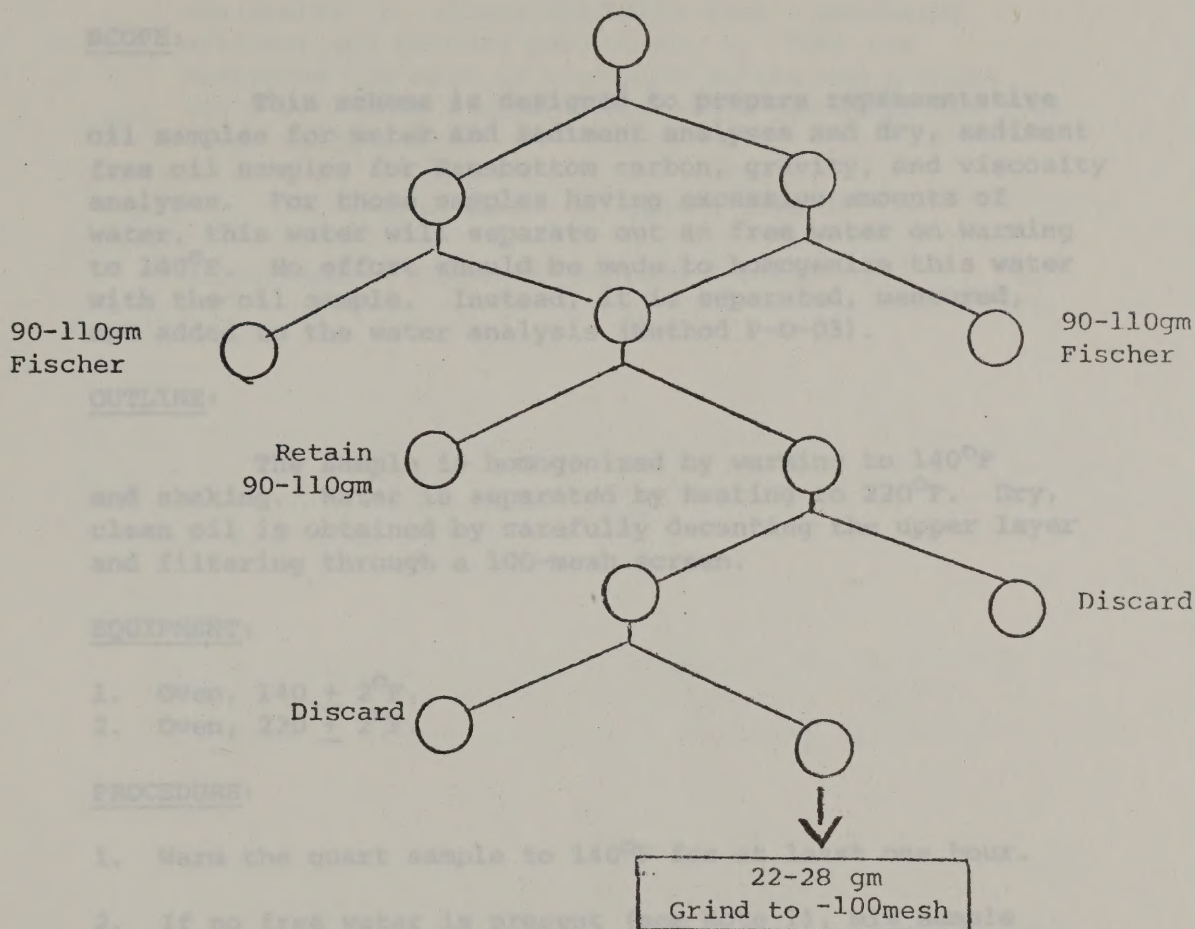 SCOPE:
This scheme is designed to prepare representative
oil samples for water and sediment analyses and dry, sediment
free oil samples for carbon, gravity, and viscosity
analyses. For those samples having excessive amounts of
water, this water will separate out as free water on warming
to 140°F. No effort should be made to homogenize this water
with the oil sample. Instead, it is separated, measured,
added to the water analysis (Method F-O-03).
90-110gm
Fischer
90-110gm
Fischer
OUTLINE:
The sample is homogenized by warming to 140°F
and shaking. Water is separated by heating to 220°F. Dry,
clean oil is obtained by carefully decanting the upper layer
and filtering through a 100-mesh screen.
Retain
90-110gm
Discard
EQUIPMENT:
1. Oven, 140 + 2°F.
2. Oven, 220 + 2°F.
Discard
PROCEDURE:
1. Warm the quart sample to 140°F for at least one hour.
22-28 gm
Grind to -100mesh
2. If no free water is present sample